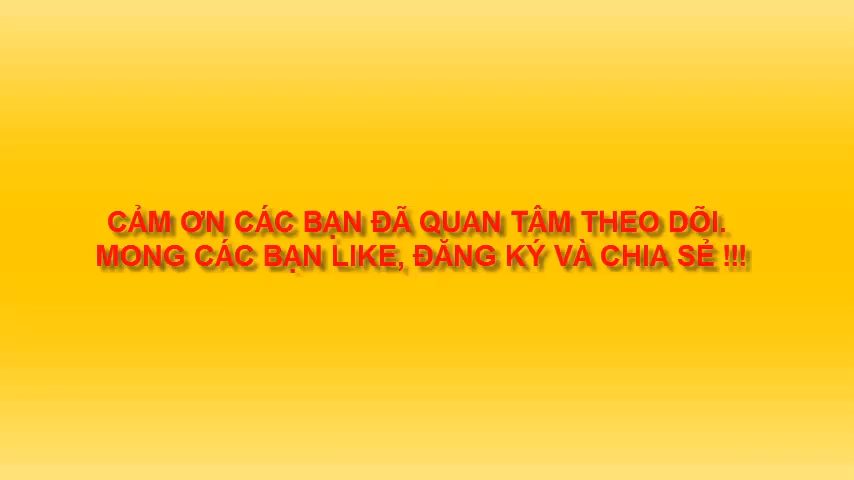 CẢM ƠN CÁC BẠN ĐÃ QUAN TÂM THEO DÕI.
MONG CÁC BẠN LIKE, ĐĂNG KÝ VÀ CHIA SẺ !!!